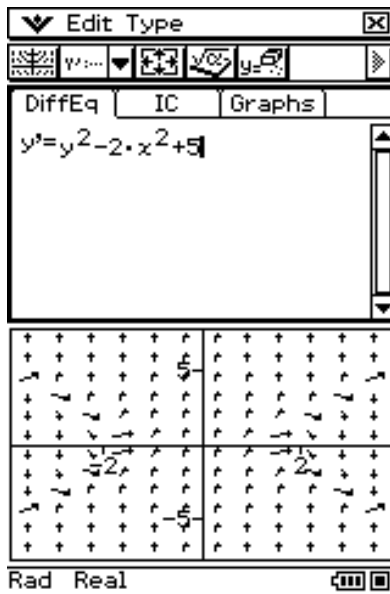 Edit Type
y'=
y=
DiffEq IC Graphs
y'=y²-2·x²+5
5
-2 2
-5
Rad Real